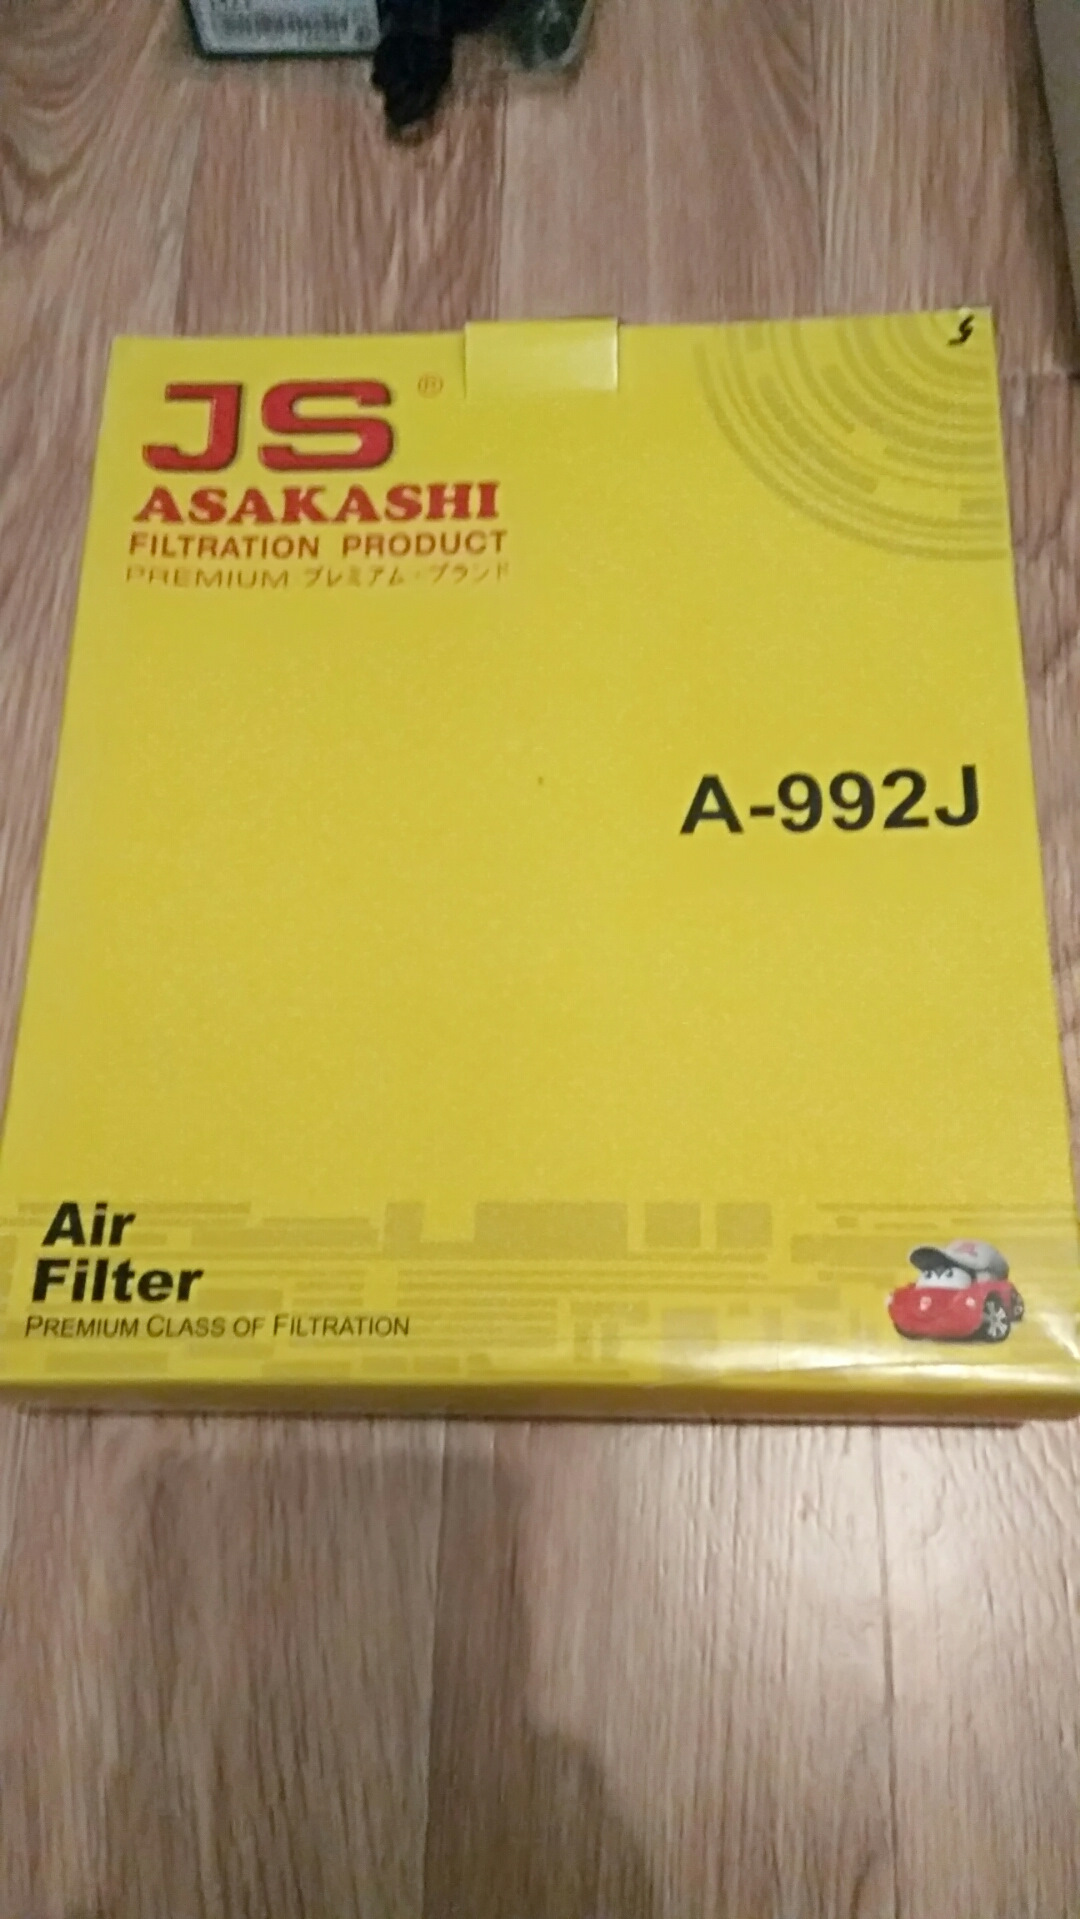 JS®
ASAKASHI
FILTRATION PRODUCT
PREMIUM プレミアム・ブランド
A-992J
Air
Filter
PREMIUM CLASS OF FILTRATION